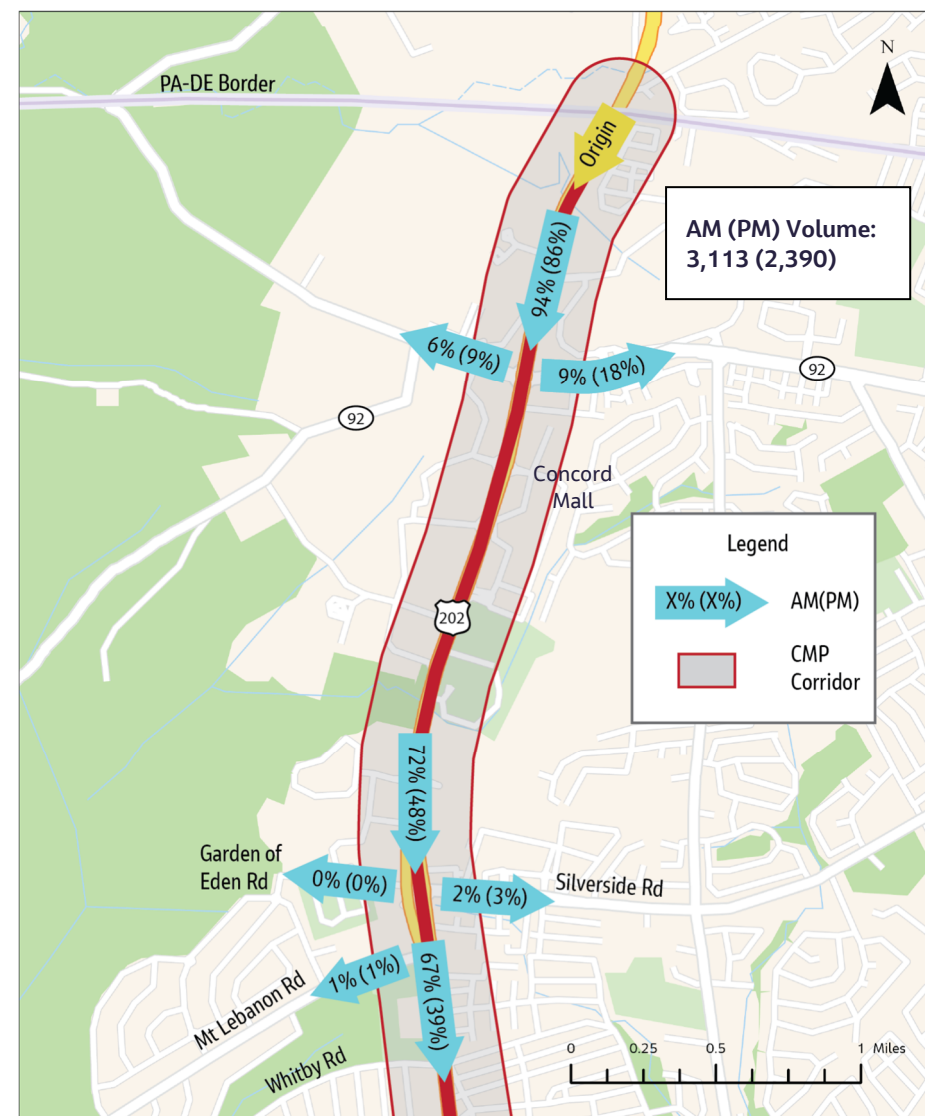 PA-DE Border
N
Origin
AM (PM) Volume:
3,113 (2,390)
94% (86%)
6% (9%)
9% (18%)
92
92
Concord
Mall
Legend
X% (X%)
AM(PM)
CMP
Corridor
202
72% (48%)
Garden of
Eden Rd
0% (0%)
2% (3%)
Silverside Rd
1% (1%)
67% (39%)
Mt Lebanon Rd
Whitby Rd
0
0.25
0.5
1 Miles